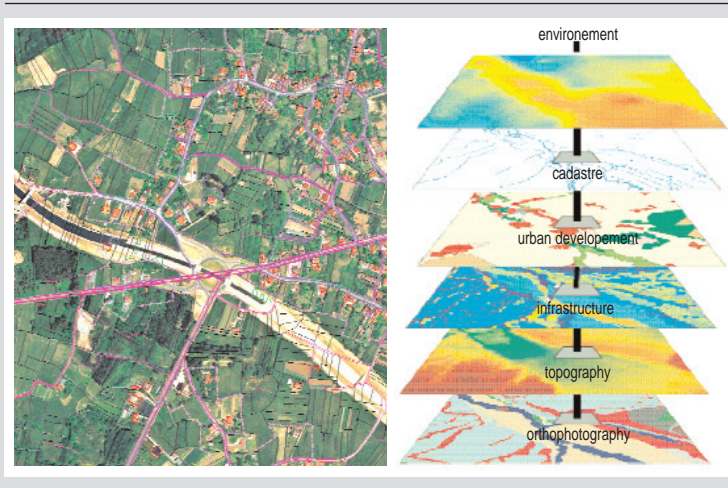 environement
cadastre
urban developement
infrastructure
topography
orthophotography